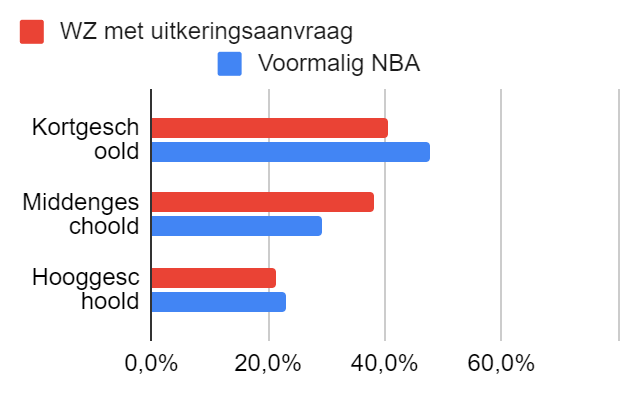 WZ met uitkeringsaanvraag
Voormalig NBA
Kortgesch
oold
Middenges
choold
Hooggesc
hoold
0,0% 20,0% 40,0% 60,0%